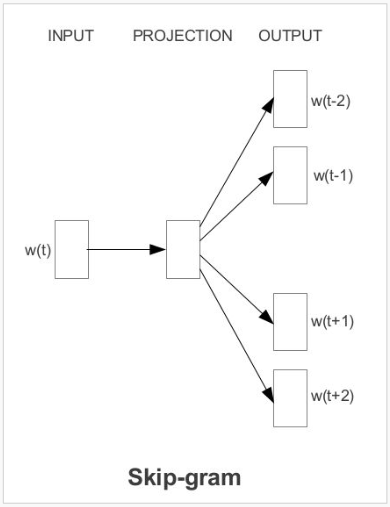 INPUT PROJECTION OUTPUT
w(t-2)
w(t-1)
w(t)
w(t+1)
w(t+2)
Skip-gram